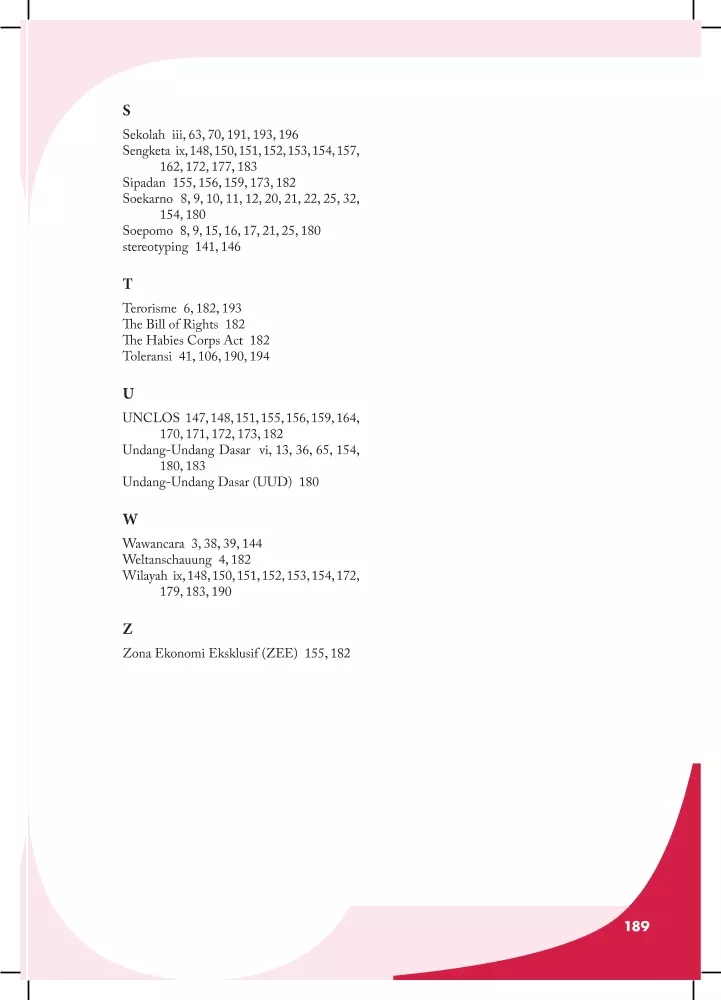 S
Sekolah iii, 63, 70, 191, 193, 196
Sengketa ix, 148, 150, 151, 152, 153, 154, 157,
162, 172, 177, 183
Sipadan 155, 156, 159, 173, 182
Soekarno 8, 9, 10, 11, 12, 20, 21, 22, 25, 32,
154, 180
Soepomo 8, 9, 15, 16, 17, 21, 25, 180
stereotyping 141, 146
T
Terorisme 6, 182, 193
The Bill of Rights 182
The Habies Corps Act 182
Toleransi 41, 106, 190, 194
U
UNCLOS 147, 148, 151, 155, 156, 159, 164,
170, 171, 172, 173, 182
Undang-Undang Dasar vi, 13, 36, 65, 154,
180, 183
Undang-Undang Dasar (UUD) 180
W
Wawancara 3, 38, 39, 144
Weltanschauung 4, 182
Wilayah ix, 148, 150, 151, 152, 153, 154, 172,
179, 183, 190
Z
Zona Ekonomi Eksklusif (ZEE) 155, 182
189